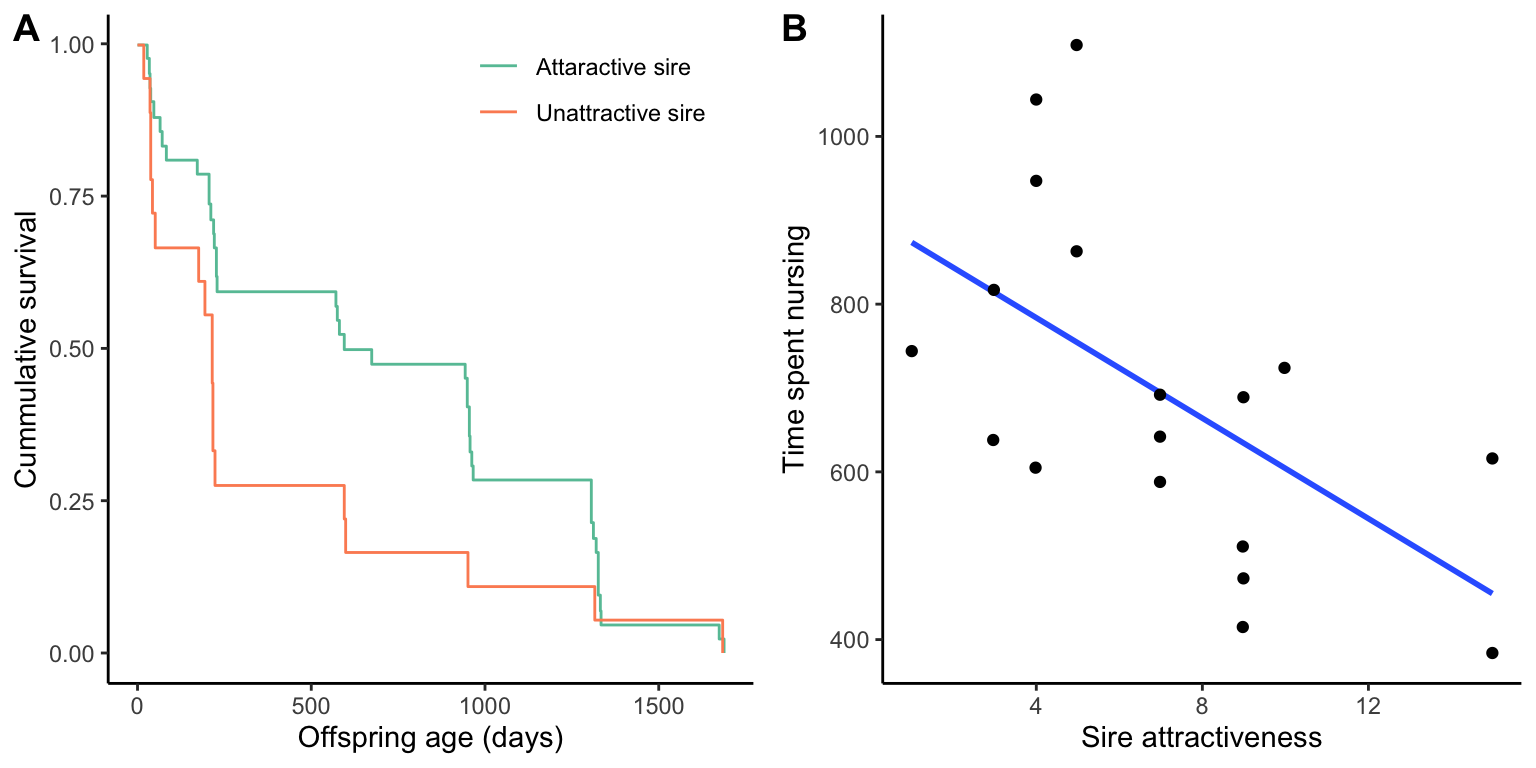 A
1.00
0.75
0.50
0.25
0.00
Cummulative survival
Attaractive sire
Unattractive sire
0 500 1000 1500
Offspring age (days)
B
1000
800
600
400
Time spent nursing
4 8 12
Sire attractiveness